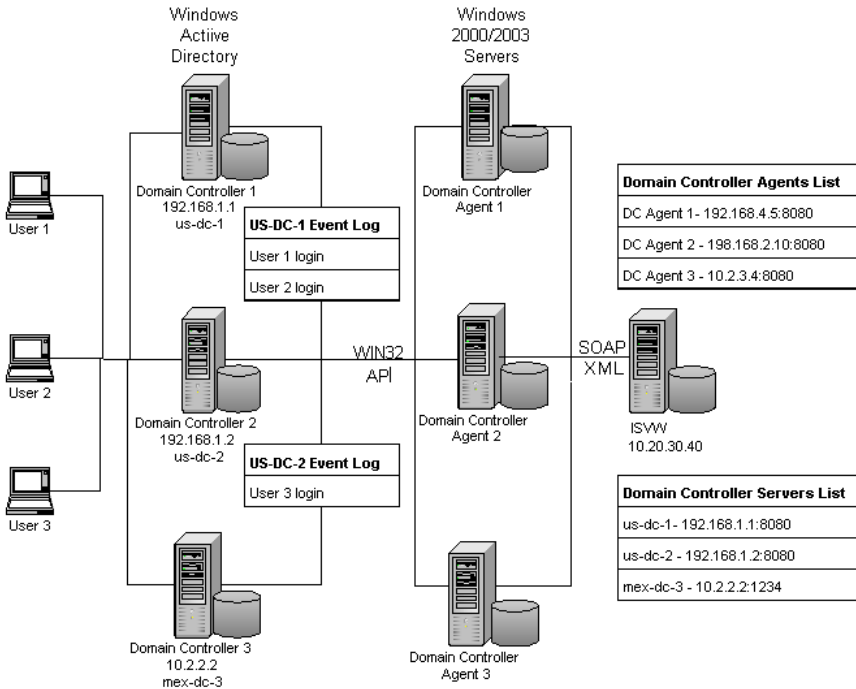 Windows
Actiive
Directory
Windows
2000/2003
Servers
User 1
User 2
User 3
Domain Controller 1
192.168.1.1
us-dc-1
Domain Controller 2
192.168.1.2
us-dc-2
Domain Controller 3
10.2.2.2
mex-dc-3
US-DC-1 Event Log
User 1 login
User 2 login
US-DC-2 Event Log
User 3 login
WIN32
API
Domain Controller
Agent 1
Domain Controller
Agent 2
Domain Controller
Agent 3
SOAP
XML
Domain Controller Agents List
DC Agent 1- 192.168.4.5:8080
DC Agent 2 - 198.168.2.10:8080
DC Agent 3 - 10.2.3.4:8080
ISVW
10.20.30.40
Domain Controller Servers List
us-dc-1- 192.168.1.1:8080
us-dc-2 - 192.168.1.2:8080
mex-dc-3 - 10.2.2.2:1234